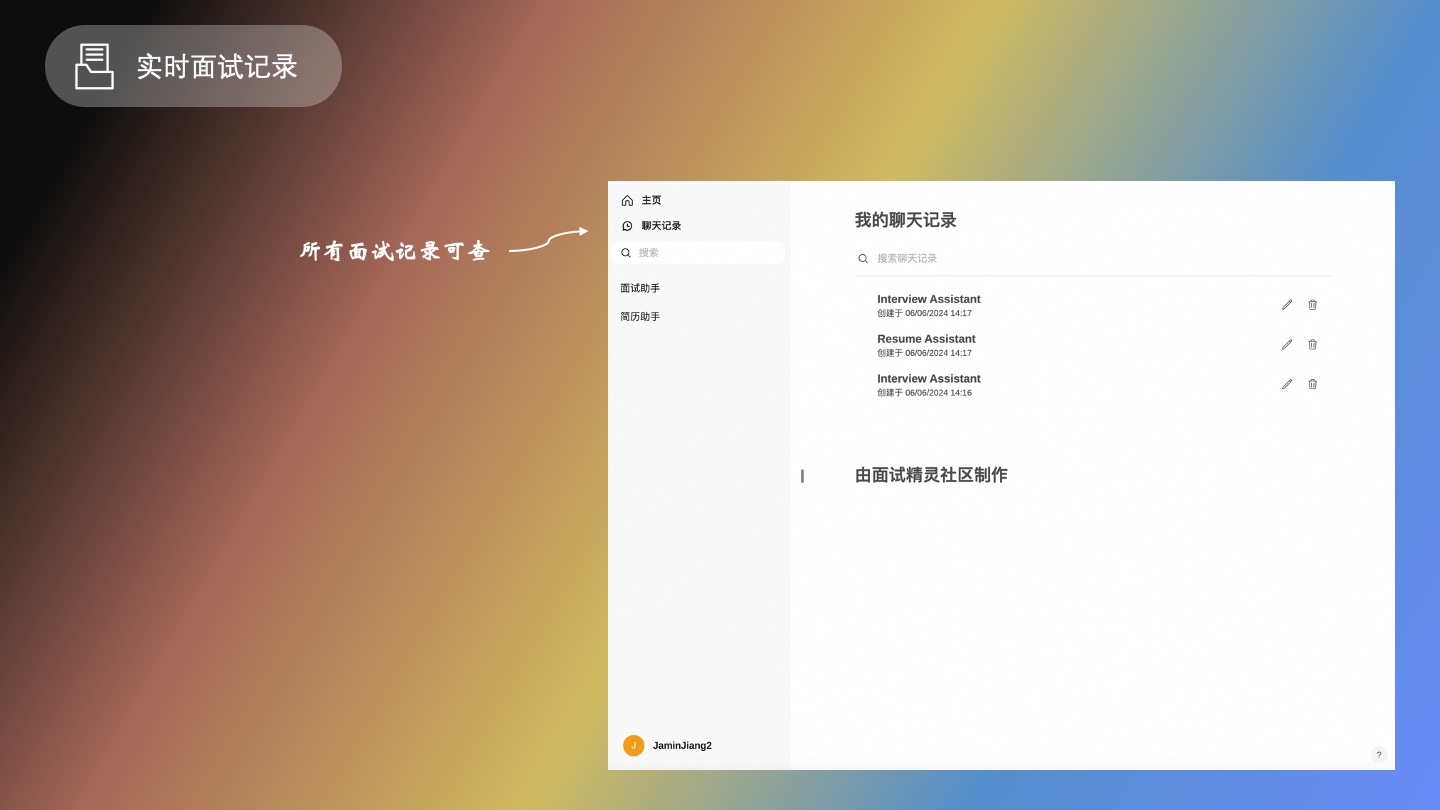 实时面试记录
所有面试记录可查
主页
聊天记录
搜索
面试助手
简历助手
J JaminJiang2
我的聊天记录
搜索聊天记录
Interview Assistant
创建于 06/06/2024 14:17
Resume Assistant
创建于 06/06/2024 14:17
Interview Assistant
创建于 06/06/2024 14:16
由面试精灵社区制作
?